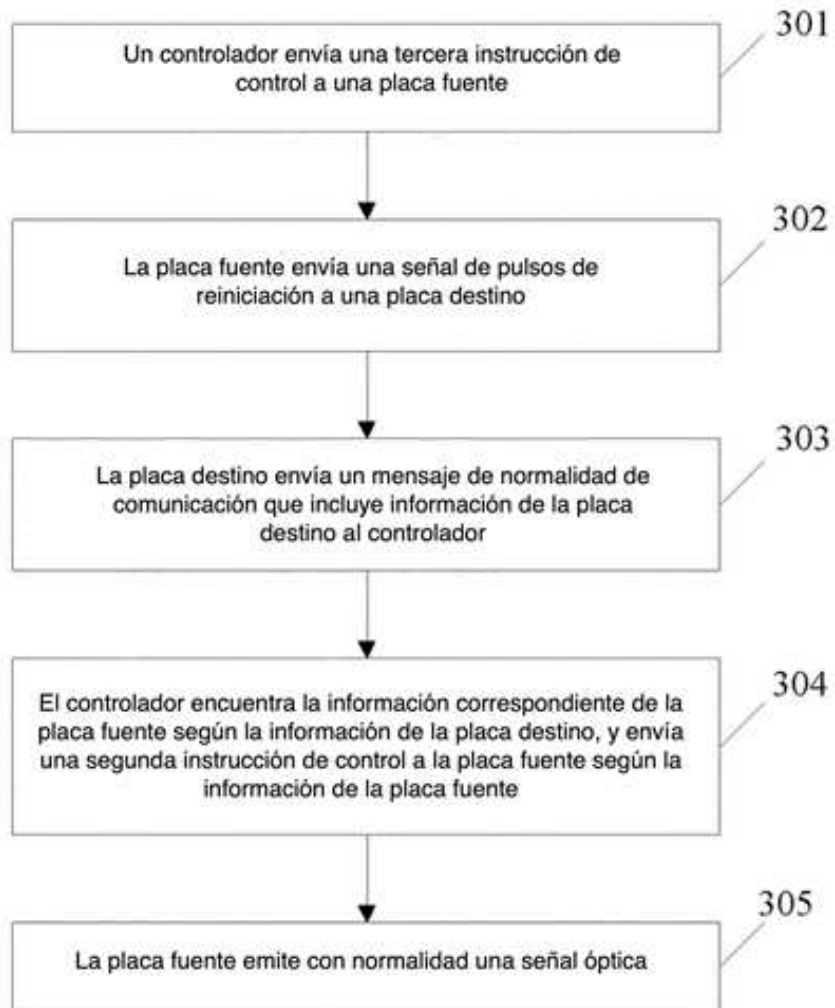 301
Un controlador envía una tercera instrucción de
control a una placa fuente
302
La placa fuente envía una señal de pulsos de
reiniciación a una placa destino
303
La placa destino envía un mensaje de normalidad de
comunicación que incluye información de la placa
destino al controlador
304
El controlador encuentra la información correspondiente de la
placa fuente según la información de la placa destino, y envía
una segunda instrucción de control a la placa fuente según la
información de la placa fuente
305
La placa fuente emite con normalidad una señal óptica